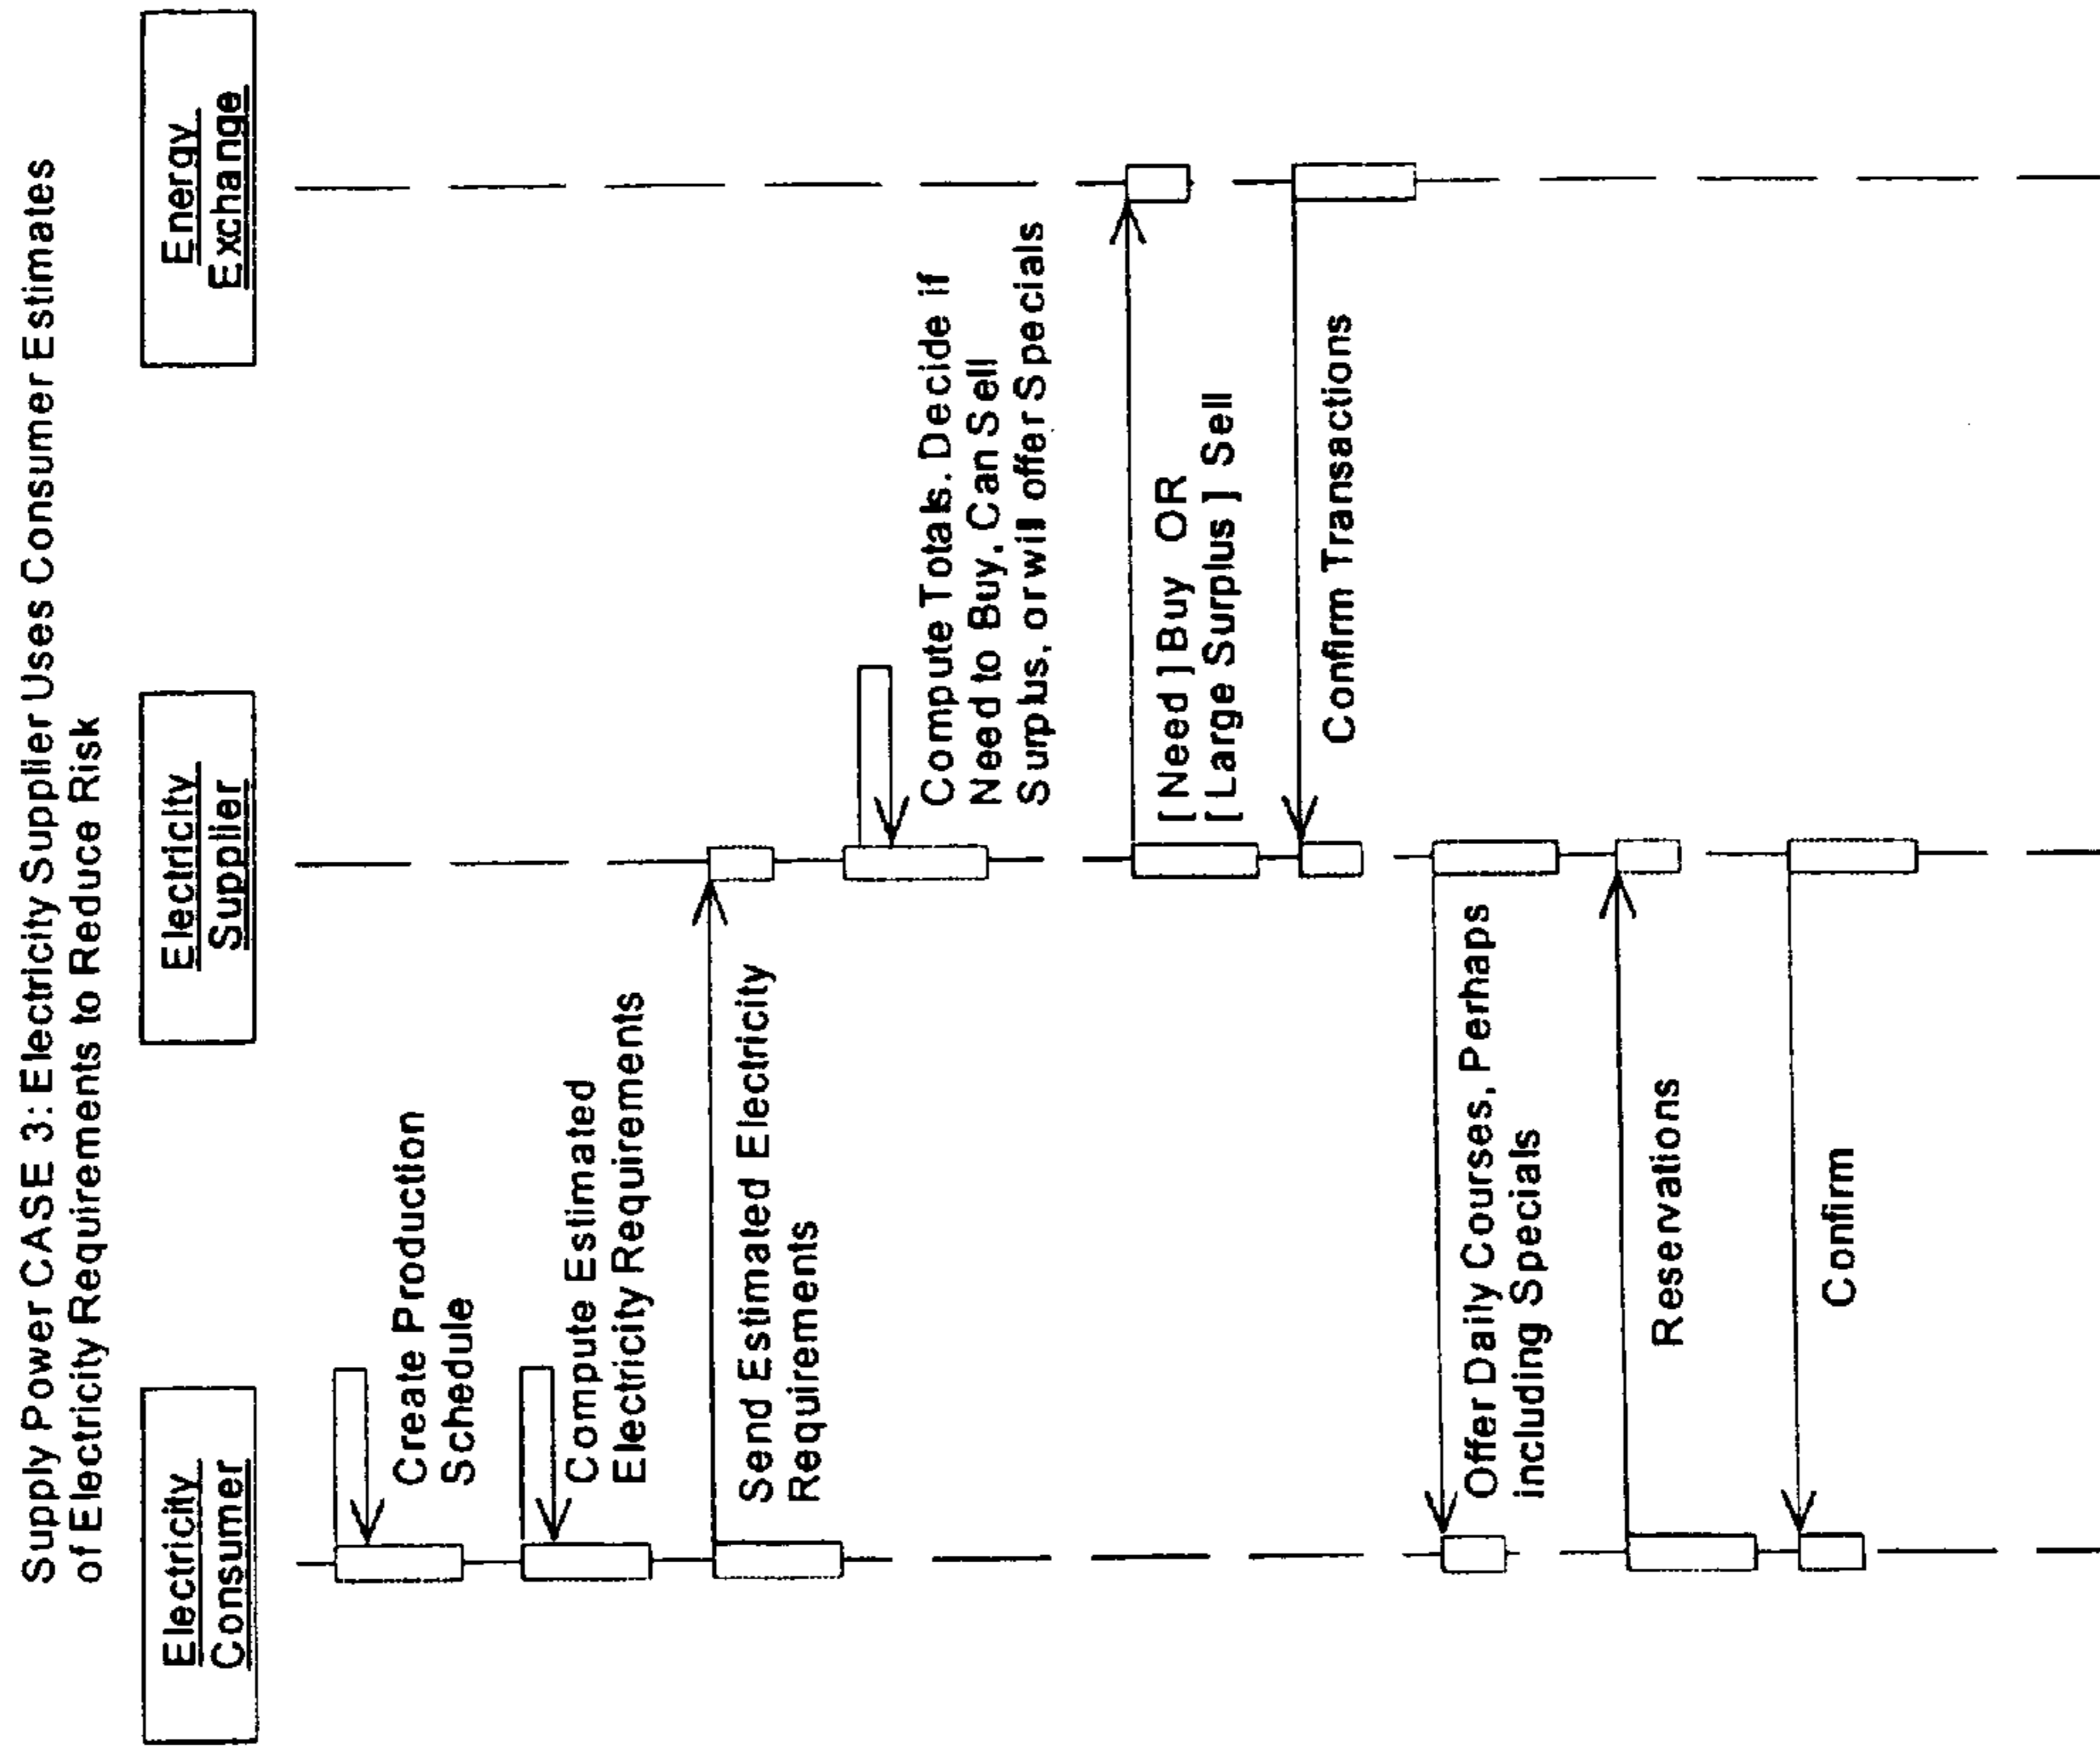 Supply Power CASE 3: Electricity Supplier Uses Consumer Estimates
of Electricity Requirements to Reduce Risk
Electricity
Consumer
Electricity
Supplier
Energy
Exchange
Create Production
Schedule
Compute Estimated
Electricity Requirements
Send Estimated Electricity
Requirements
Compute Totals. Decide if
Need to Buy, Can Sell
Surplus, or will offer Specials
[Need] Buy OR
[Large Surplus] Sell
Confirm Transactions
Offer Daily Courses, Perhaps
including Specials
Reservations
Confirm